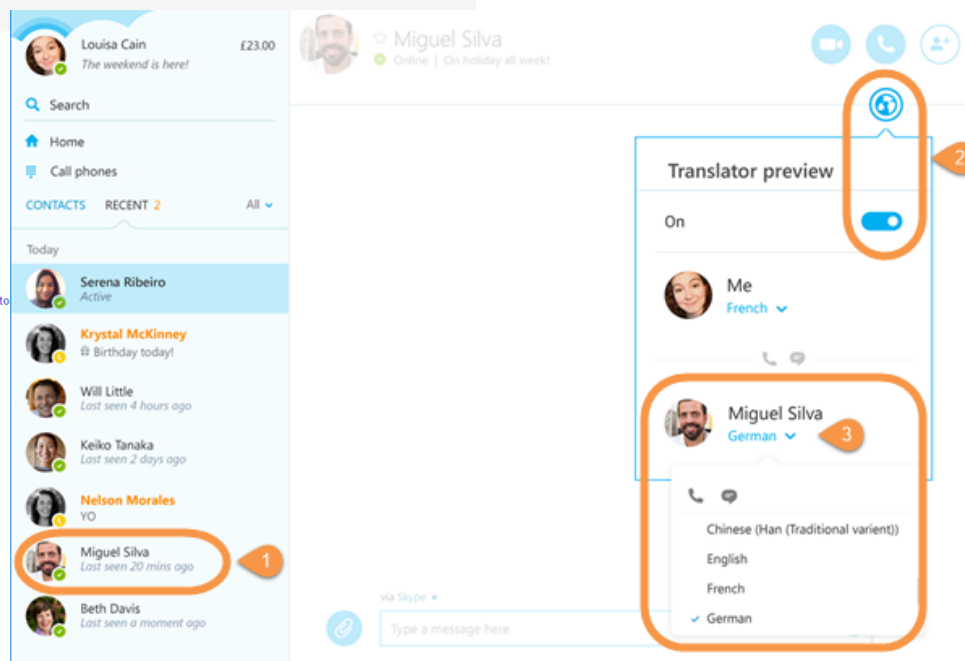 Louisa Cain
£23.00
The weekend is here!
Search
Home
Call phones
CONTACTS RECENT 2 All
Today
Serena Ribeiro
Active
Krystal McKinney
Birthday today!
Will Little
Last seen 4 hours ago
Keiko Tanaka
Last seen 2 days ago
Nelson Morales
YO
Miguel Silva
Last seen 20 mins ago
1
Beth Davis
Last seen a moment ago
to
Miguel Silva
Online | On holiday all week!
2
Translator preview
On
Me
French
Miguel Silva
German
3
Chinese (Han (Traditional varient))
English
French
German
via Skype
Type a message here